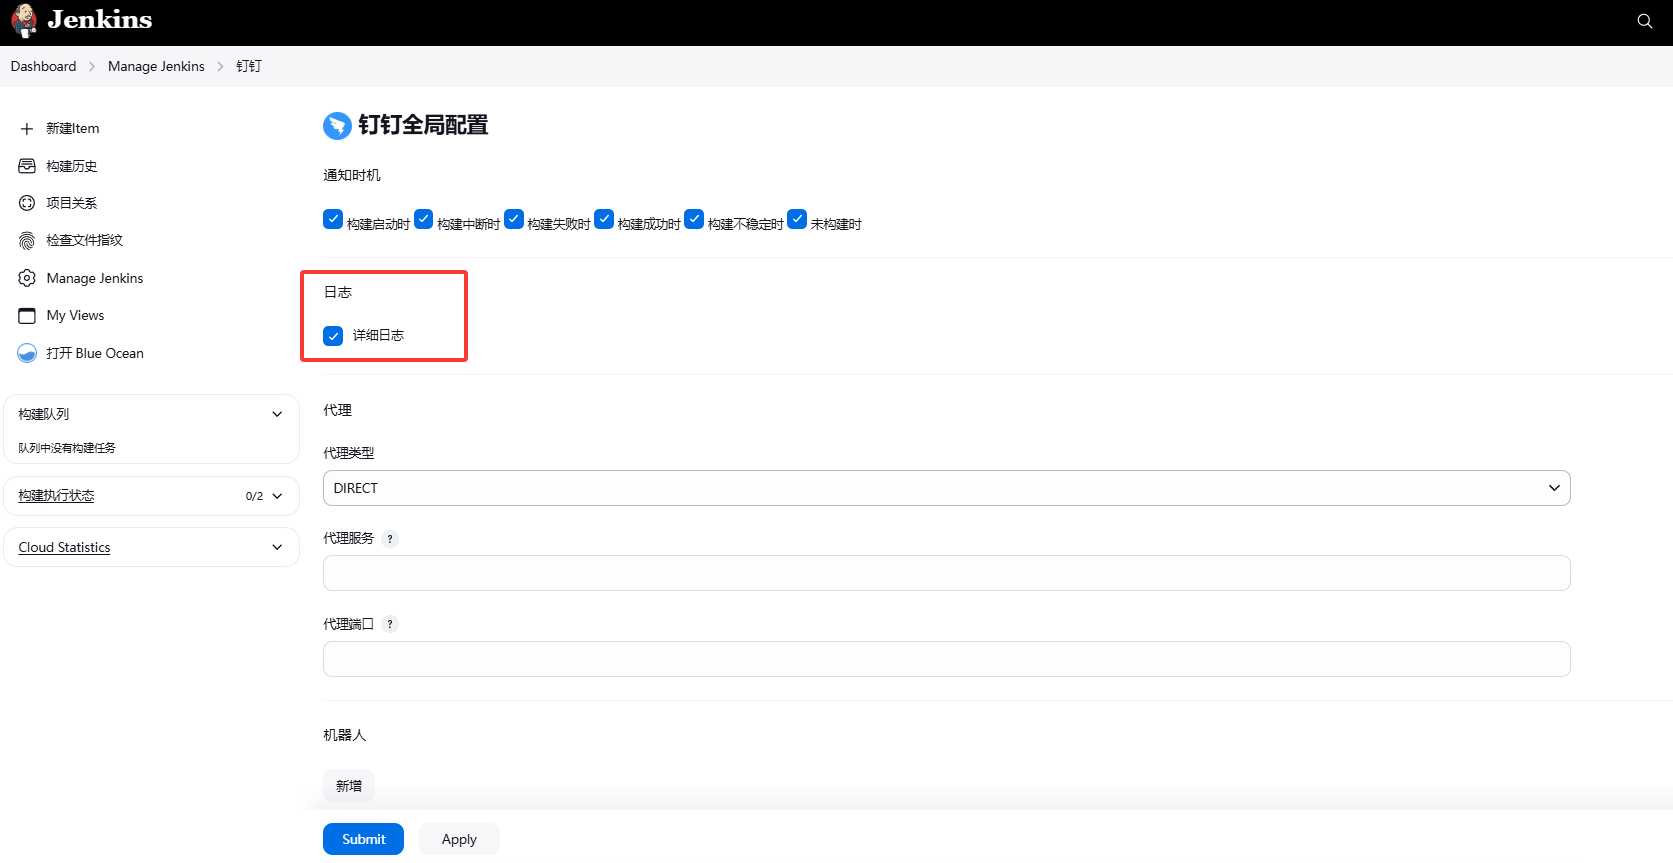 Jenkins
Dashboard > Manage Jenkins > 钉钉
新建Item
构建历史
项目关系
检查文件指纹
Manage Jenkins
My Views
打开 Blue Ocean
构建队列
队列中没有构建任务
构建执行状态 0/2
Cloud Statistics
钉钉全局配置
通知时机
构建启动时 构建中断时 构建失败时 构建成功时 构建不稳定时 未构建时
日志
详细日志
代理
代理类型
DIRECT
代理服务 ?
代理端口 ?
机器人
新增
Submit Apply